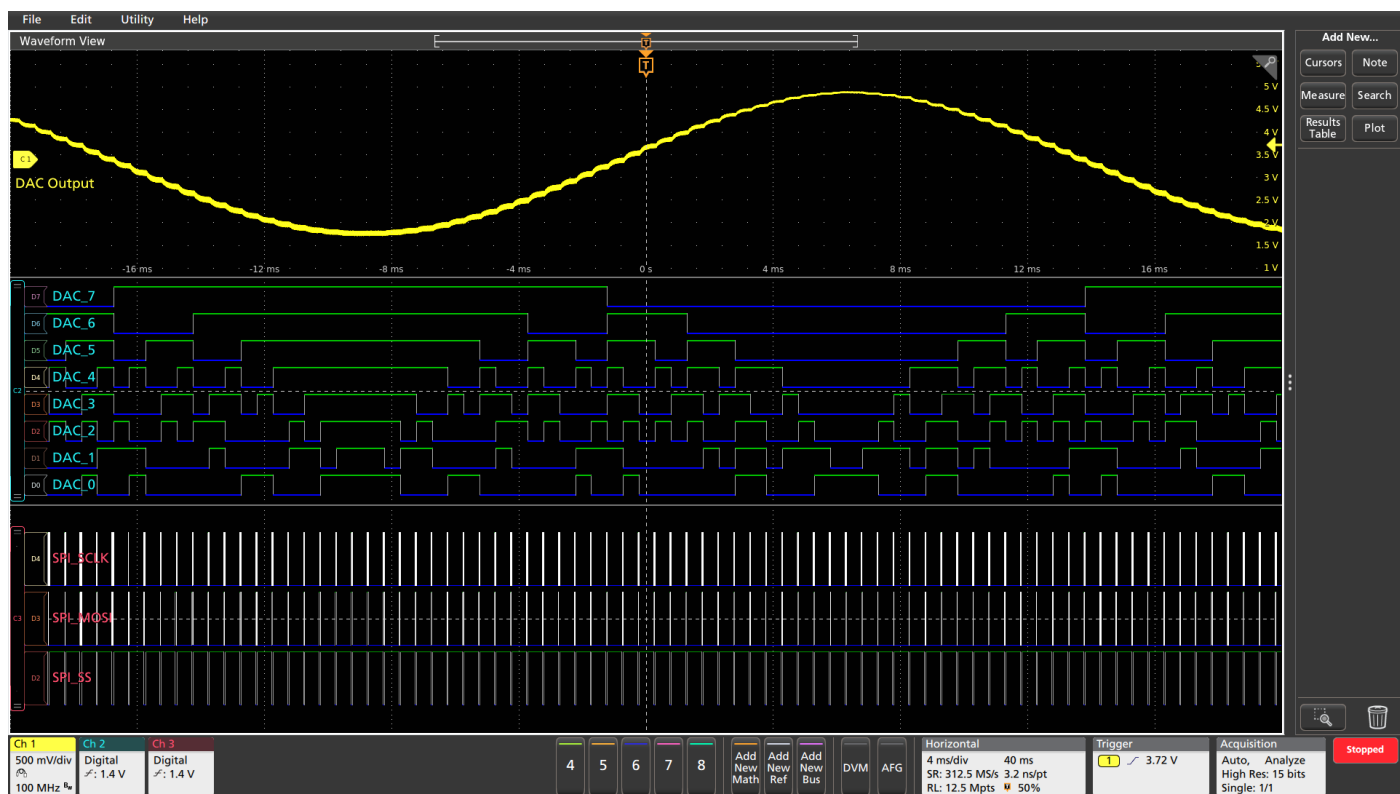 File Edit Utility Help
Waveform View
Add New...
Cursors Note
Measure Search
Results Table Plot
T
T
5 V
4.5 V
4 V
3.5 V
3 V
2.5 V
2 V
1.5 V
1 V
C 1
DAC Output
-16 ms -12 ms -8 ms -4 ms 0 s 4 ms 8 ms 12 ms 16 ms
D7 DAC_7
D6 DAC_6
D5 DAC_5
D4 DAC_4
C2
D3 DAC_3
D2 DAC_2
D1 DAC_1
D0 DAC_0
D4 SPI_SCLK
C3 D3 SPI_MOSI
D2 SPI_SS
Ch 1
500 mV/div
100 MHz Bw
Ch 2
Digital
: 1.4 V
Ch 3
Digital
: 1.4 V
4 5 6 7 8
Add New Math
Add New Ref
Add New Bus
DVM AFG
Horizontal
4 ms/div 40 ms
SR: 312.5 MS/s 3.2 ns/pt
RL: 12.5 Mpts 50%
Trigger
1 3.72 V
Acquisition
Auto, Analyze
High Res: 15 bits
Single: 1/1
Stopped